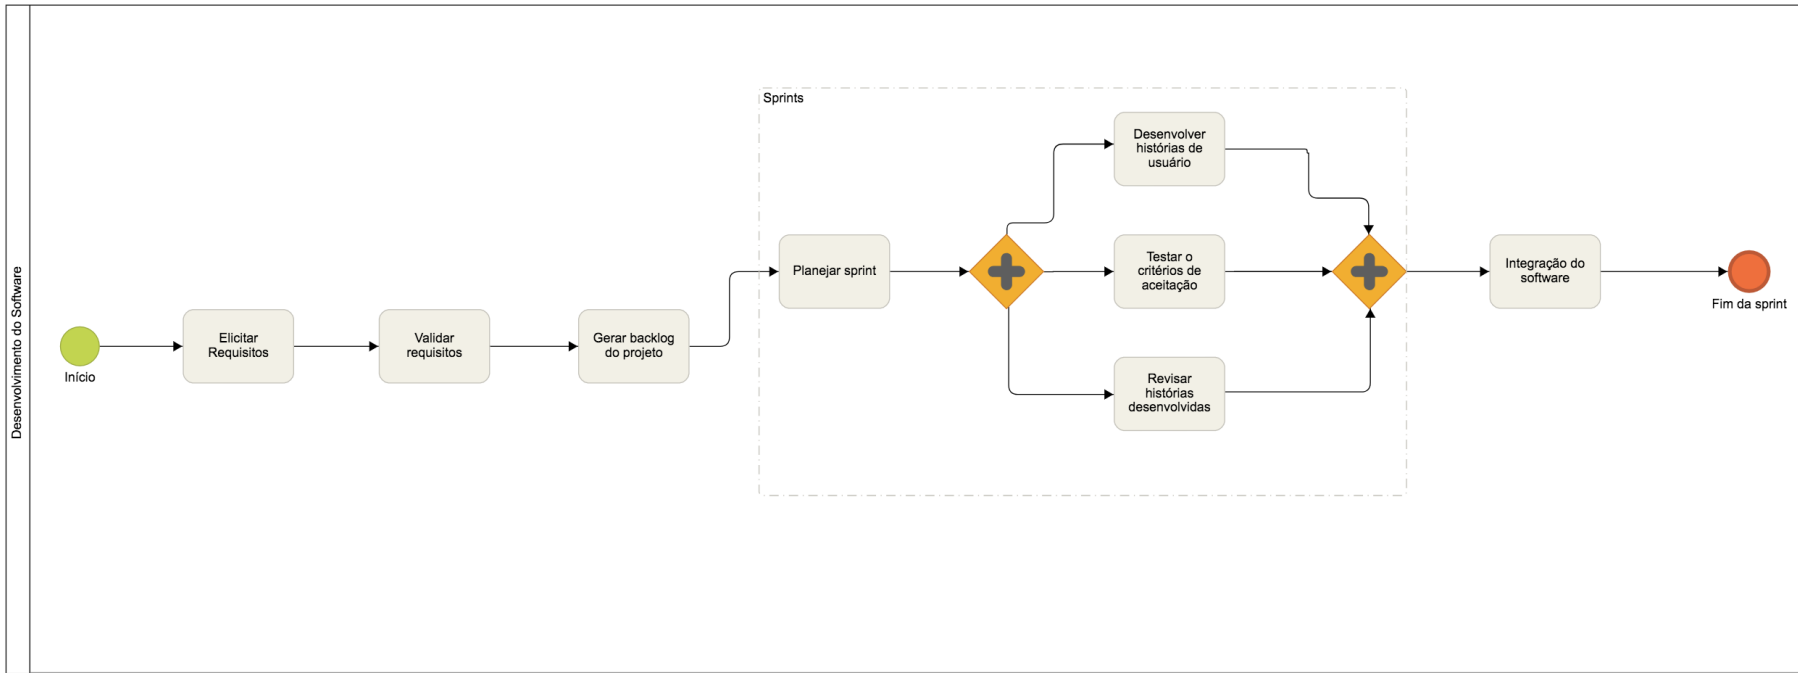 Desenvolvimento do Software
Início
Elicitar
Requisitos
Validar
requisitos
Gerar backlog
do projeto
Sprints
Planejar sprint
Desenvolver
histórias de
usuário
Testar o
critérios de
aceitação
Revisar
histórias
desenvolvidas
Integração do
software
Fim da sprint